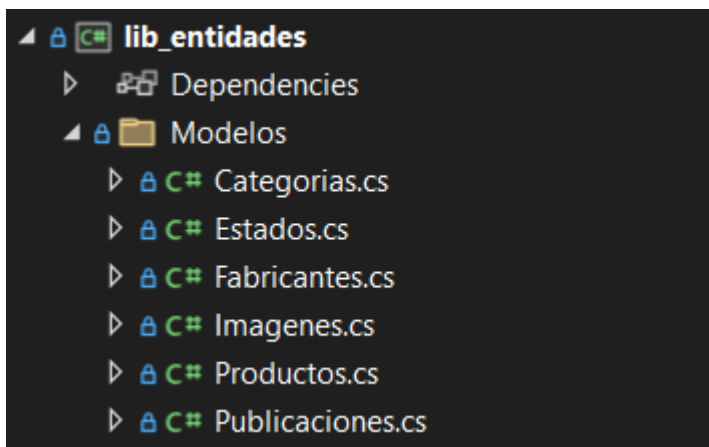 C# lib_entidades
Dependencies
Modelos
C# Categorias.cs
C# Estados.cs
C# Fabricantes.cs
C# Imagenes.cs
C# Productos.cs
C# Publicaciones.cs